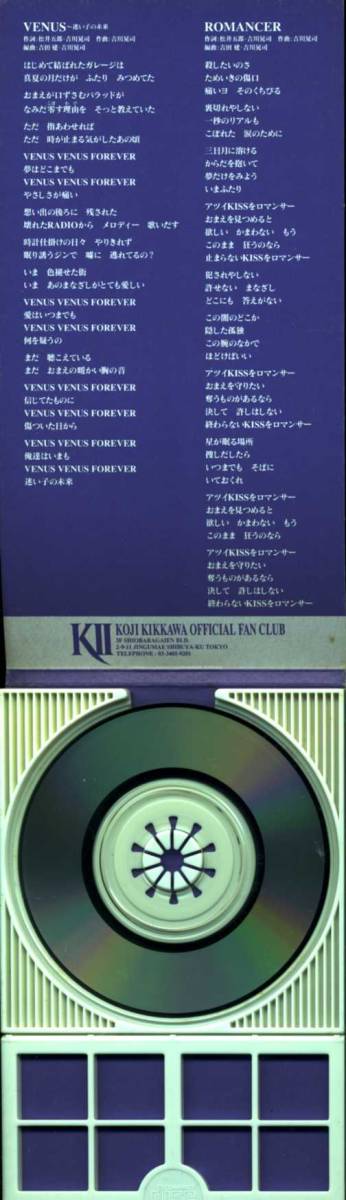 VENUS～迷い子の未来
作詞：松井五郎・吉川晃司　作曲：吉川晃司
編曲：吉田 建・吉川晃司
はじめて結ばれたガレージは
真夏の月だけが　ふたり　みつめてた
おまえが口ずさむバラッドが
なみだ零す理由を　そっと教えていた
ただ　指あわせれば
ただ　時が止まる気がしたあの頃
VENUS VENUS FOREVER
夢はどこまでも
VENUS VENUS FOREVER
やさしさが痛い
想い出の後ろに　残された
壊れたRADIOから　メロディー　歌いだす
時計仕掛けの日々　やりきれず
眠り誘うジンで　嘘に　逃れてるの？
いま　色褪せた街
いま　あのまなざしがとても愛しい
VENUS VENUS FOREVER
愛はいつまでも
VENUS VENUS FOREVER
何を疑うの
まだ　聴こえている
まだ　おまえの暖かい胸の音
VENUS VENUS FOREVER
信じてたものに
VENUS VENUS FOREVER
傷ついた日から
VENUS VENUS FOREVER
俺達はいまも
VENUS VENUS FOREVER
迷い子の未来
ROMANCER
作詞：松井五郎・吉川晃司　作曲：吉川晃司
編曲：吉田 建・吉川晃司
殺したいのさ
ためいきの傷口
痛いヨ　そのくちびる
裏切れやしない
一秒のリアルも
こぼれた　涙のために
三日月に溶ける
からだを抱いて
夢だけをみよう
いまふたり
アツイKISSをロマンサー
おまえを見つめると
欲しい　かまわない　もう
このまま　狂うのなら
止まらないKISSをロマンサー
犯されやしない
許せない　まなざし
どこにも　答えがない
この闇のどこか
隠した孤独
この腕のなかで
ほどけばいい
アツイKISSをロマンサー
おまえを守りたい
奪うものがあるなら
決して　許しはしない
終わらないKISSをロマンサー
星が眠る場所
捜しだしたら
いつまでも　そばに
いておくれ
アツイKISSをロマンサー
おまえを見つめると
欲しい　かまわない　もう
このまま　狂うのなら
アツイKISSをロマンサー
おまえを守りたい
奪うものがあるなら
決して　許しはしない
終わらないKISSをロマンサー
KII KOJI KIKKAWA OFFICIAL FAN CLUB
3F SHIOBARAGAIEN BLD.
2-9-11 JINGUMAE SHIBUYA-KU TOKYO
TELEPHONE : 03-3405-9201